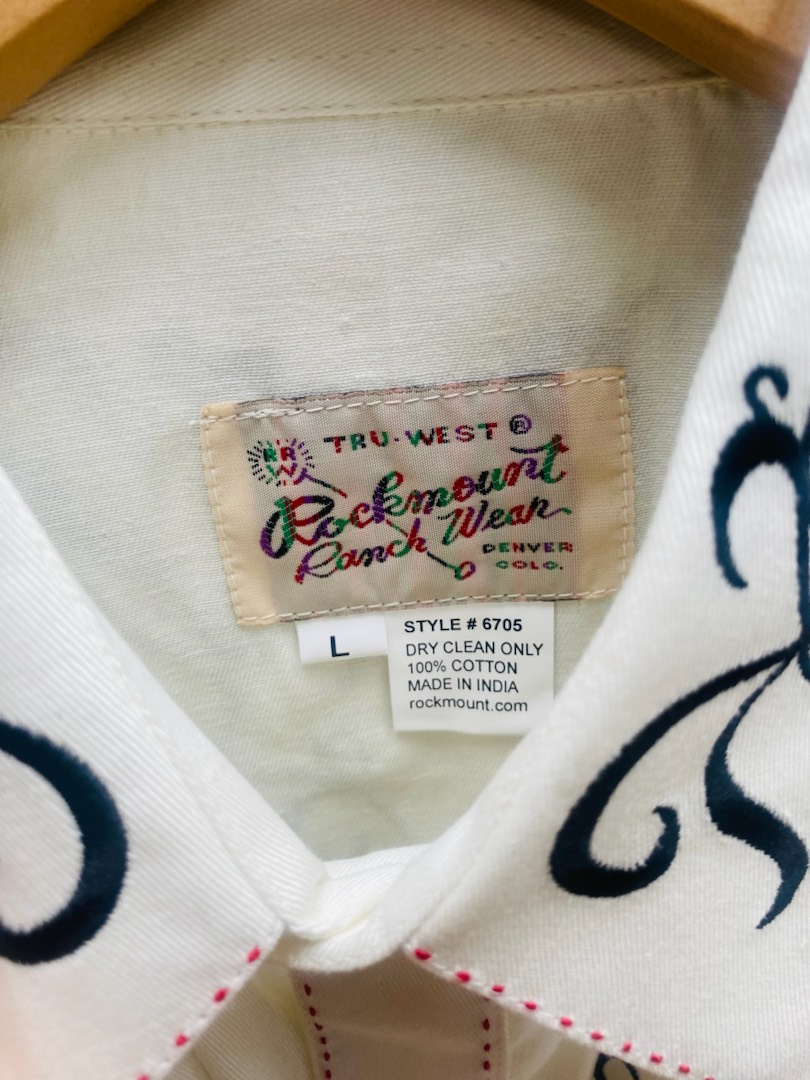 TRU-WEST ®
RR
W
Rockmount
Ranch Wear
DENVER
COLO.
L
STYLE # 6705
DRY CLEAN ONLY
100% COTTON
MADE IN INDIA
rockmount.com